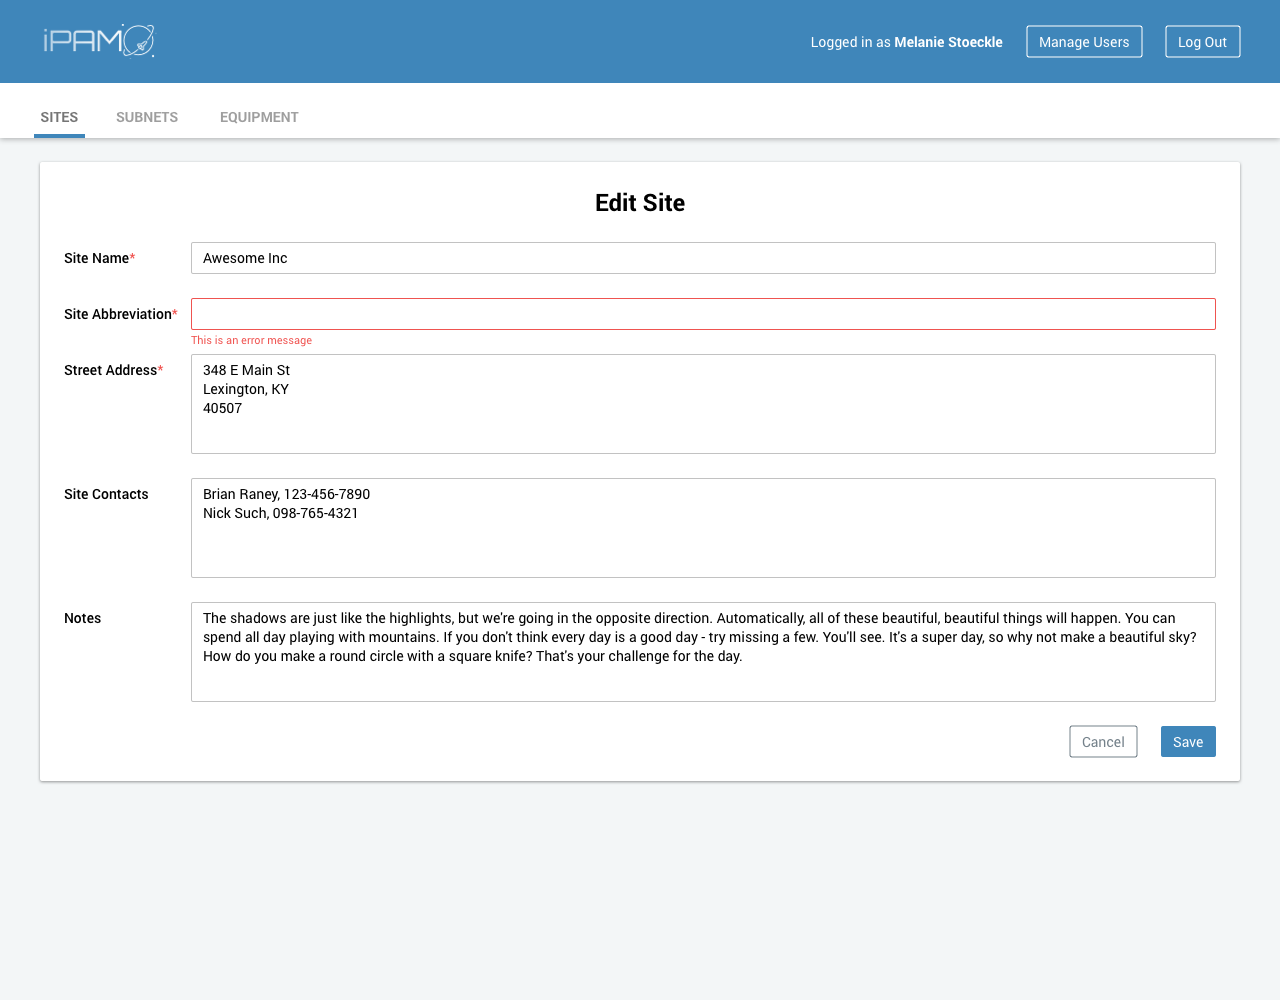 iPAM
Logged in as Melanie Stoeckle
Manage Users
Log Out
SITES
SUBNETS
EQUIPMENT
Edit Site
Site Name*
Awesome Inc
Site Abbreviation*
This is an error message
Street Address*
348 E Main St
Lexington, KY
40507
Site Contacts
Brian Raney, 123-456-7890
Nick Such, 098-765-4321
Notes
The shadows are just like the highlights, but we're going in the opposite direction. Automatically, all of these beautiful, beautiful things will happen. You can
spend all day playing with mountains. If you don't think every day is a good day - try missing a few. You'll see. It's a super day, so why not make a beautiful sky?
How do you make a round circle with a square knife? That's your challenge for the day.
Cancel
Save